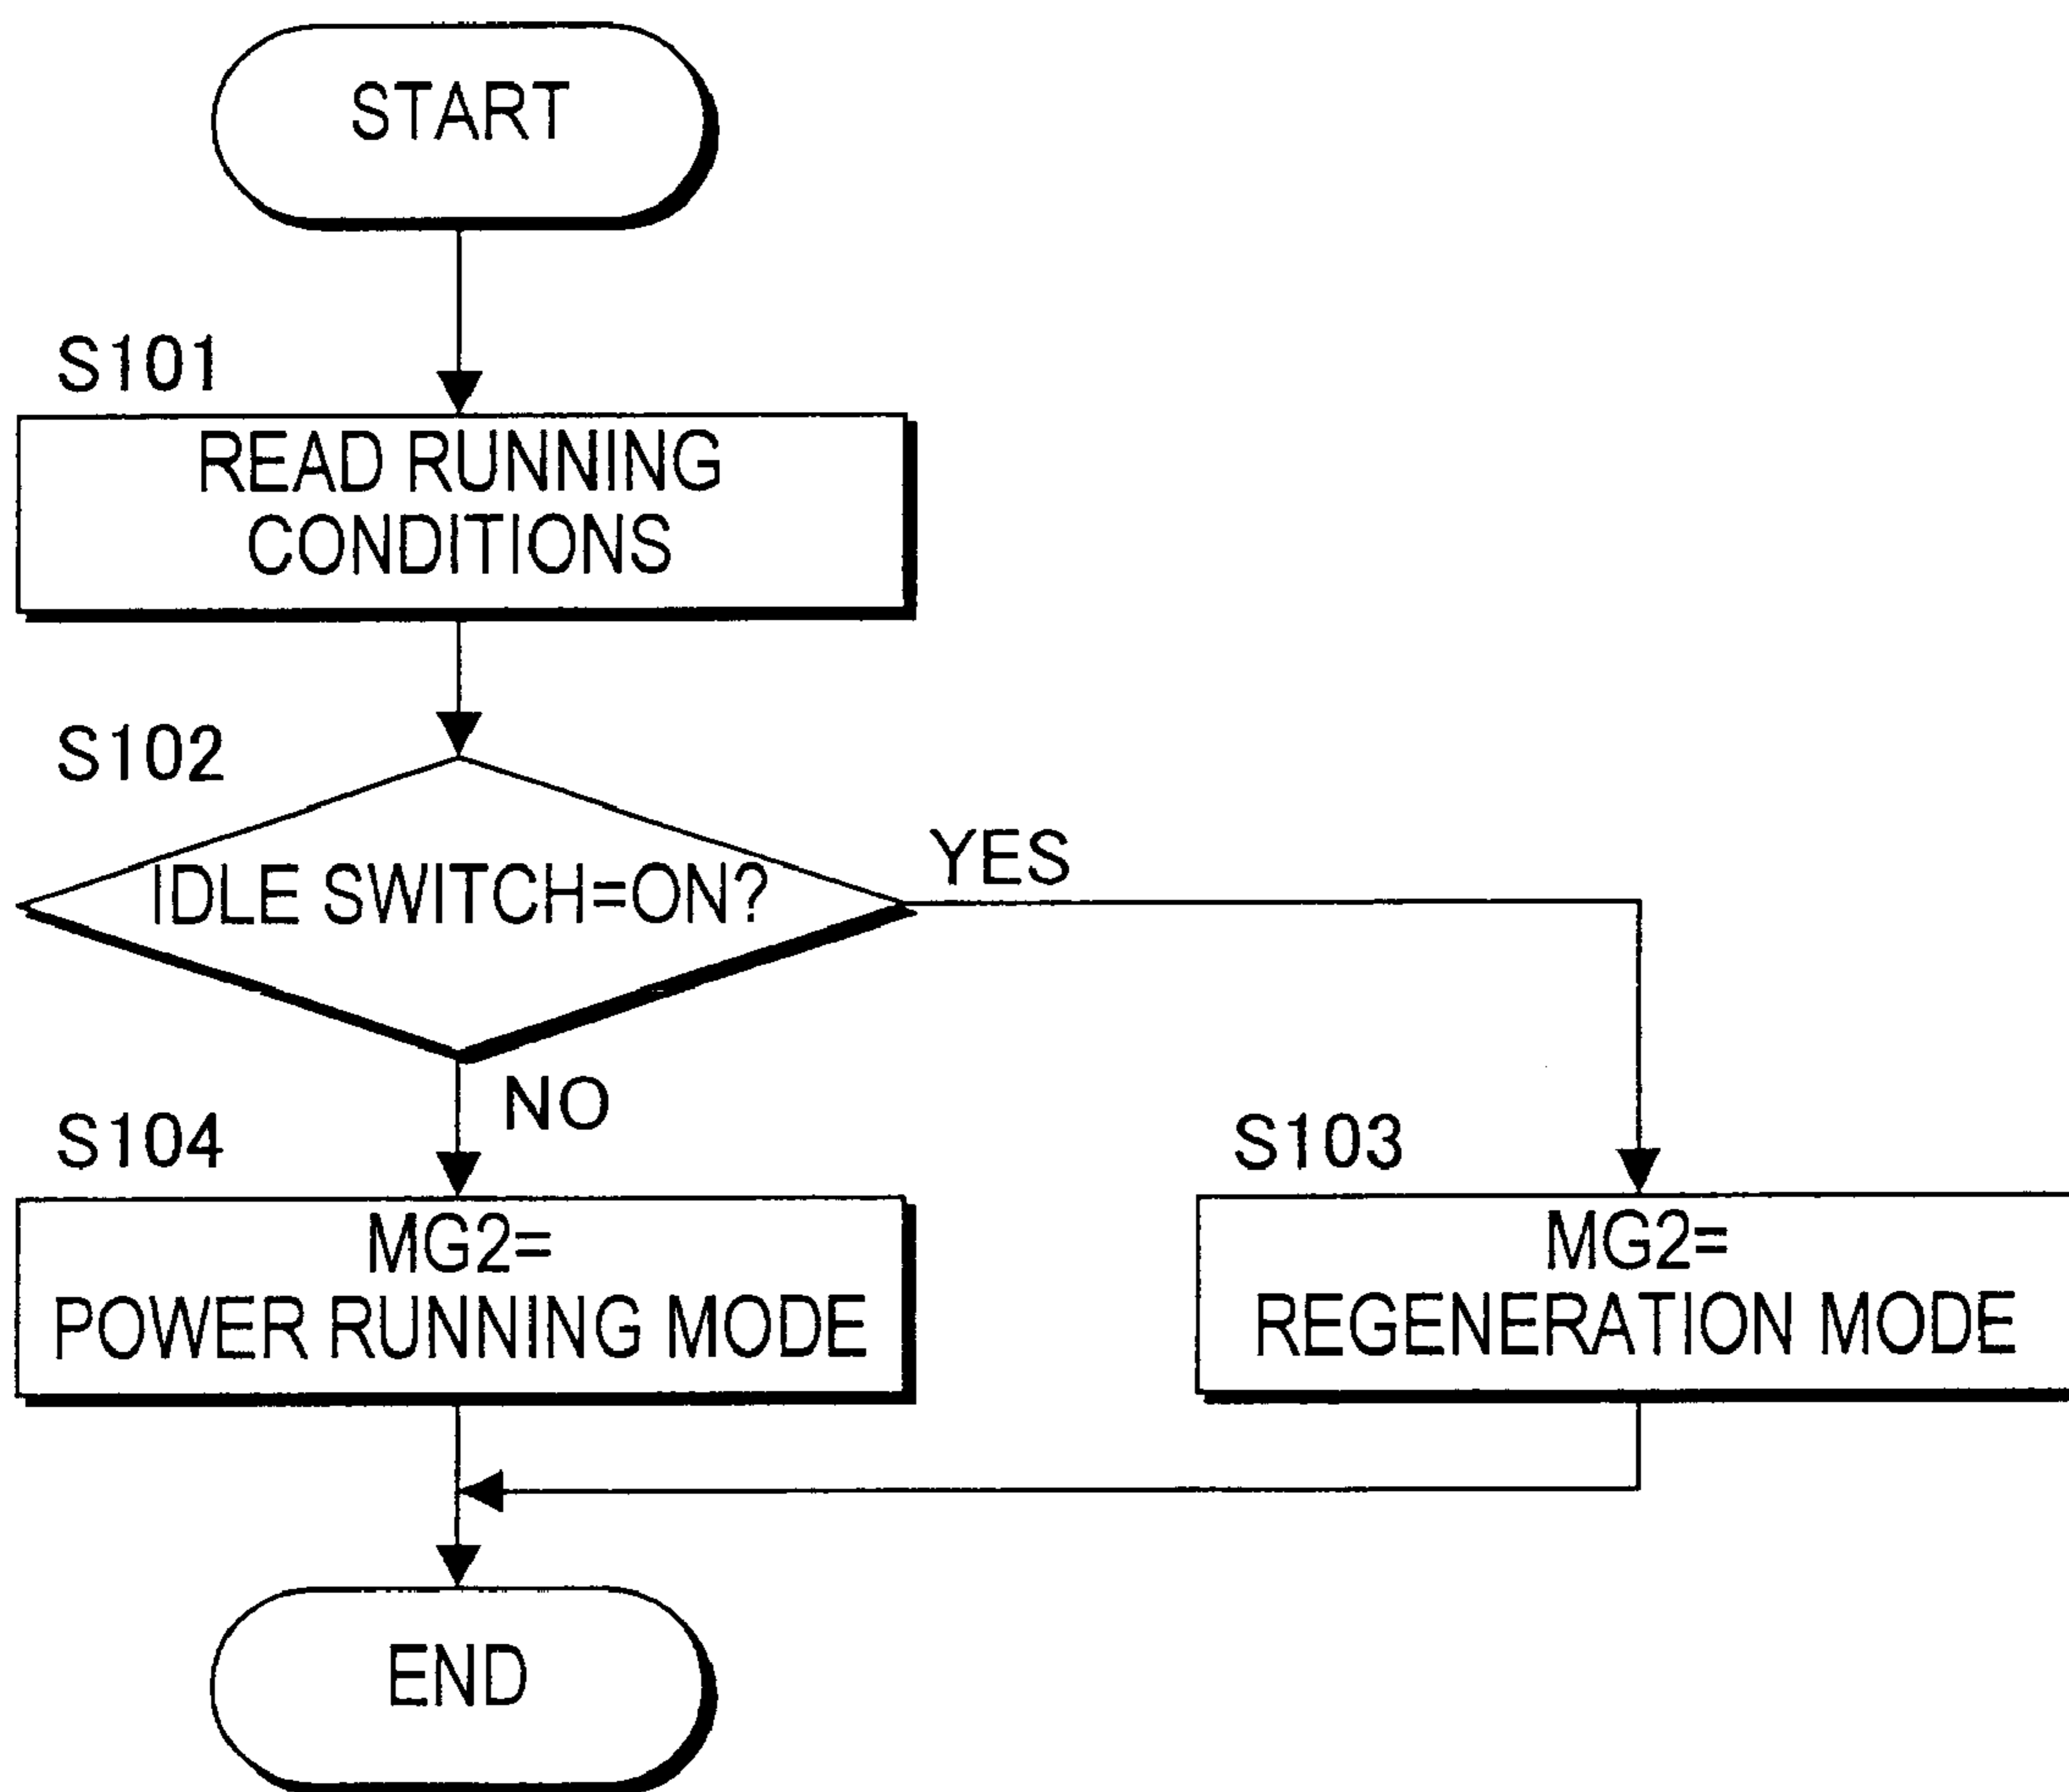 START
S101
READ RUNNING
CONDITIONS
S102
IDLE SWITCH=ON?
YES
NO
S104
MG2=
POWER RUNNING MODE
S103
MG2=
REGENERATION MODE
END